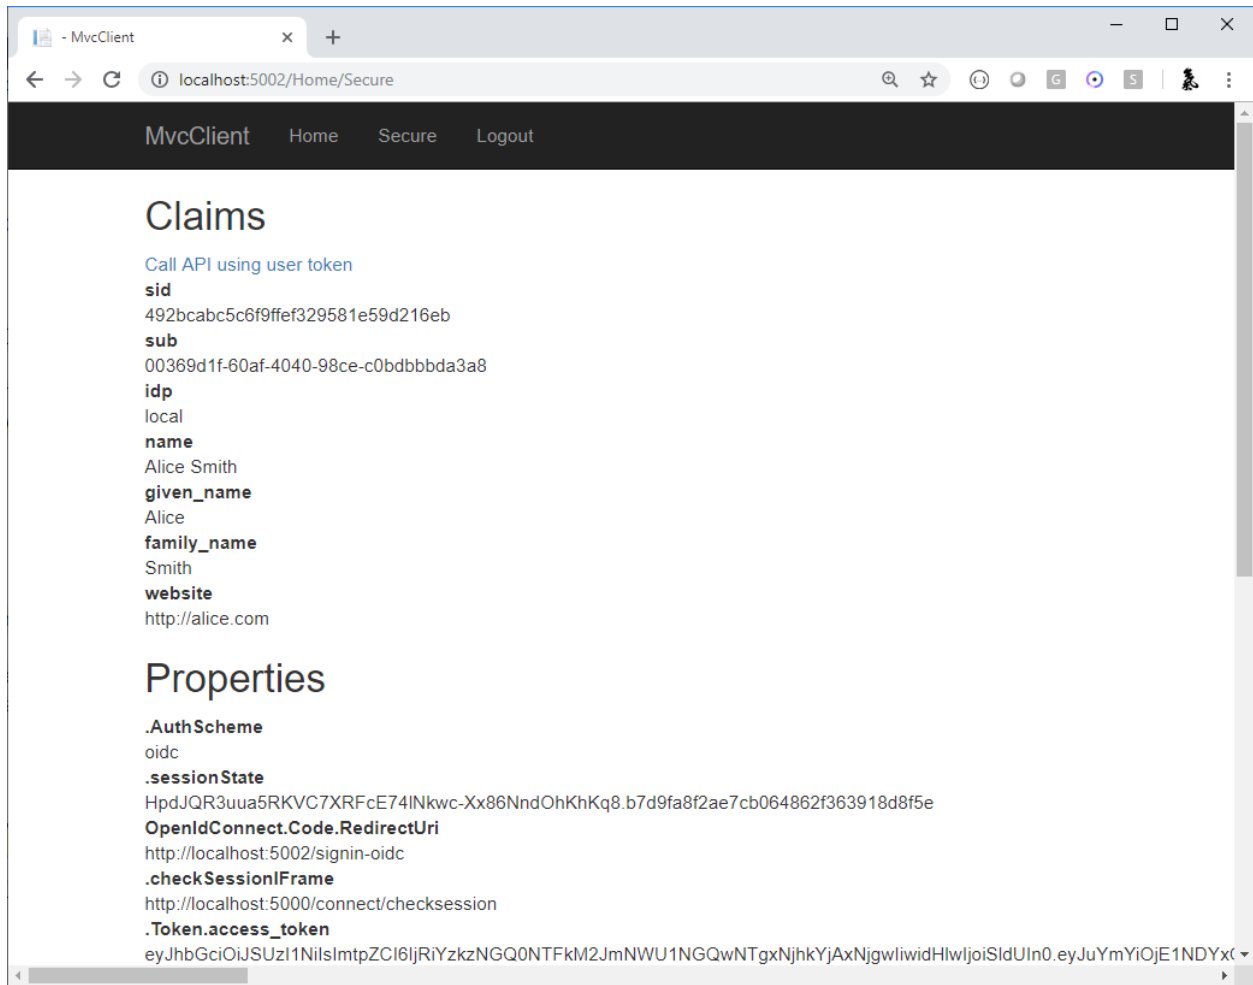 - MvcClient
localhost:5002/Home/Secure
G
S
MvcClient Home Secure Logout
Claims
Call API using user token
sid
492bcabc5c6f9ffef329581e59d216eb
sub
00369d1f-60af-4040-98ce-c0bdbbbda3a8
idp
local
name
Alice Smith
given_name
Alice
family_name
Smith
website
http://alice.com
Properties
.AuthScheme
oidc
.sessionState
HpdJQR3uua5RKVC7XRFcE74lNkwc-Xx86NndOhKhKq8.b7d9fa8f2ae7cb064862f363918d8f5e
OpenIdConnect.Code.RedirectUri
http://localhost:5002/signin-oidc
.checkSessionIFrame
http://localhost:5000/connect/checksession
.Token.access_token
eyJhbGciOiJSUzI1NiIsImtpZCI6IjRiYzkzNGQ0NTFkM2JmNWU1NGQwNTgxNjhkYjAxNjgwIiwidHlwIjoiSldUIn0.eyJuYmYiOjE1NDYx